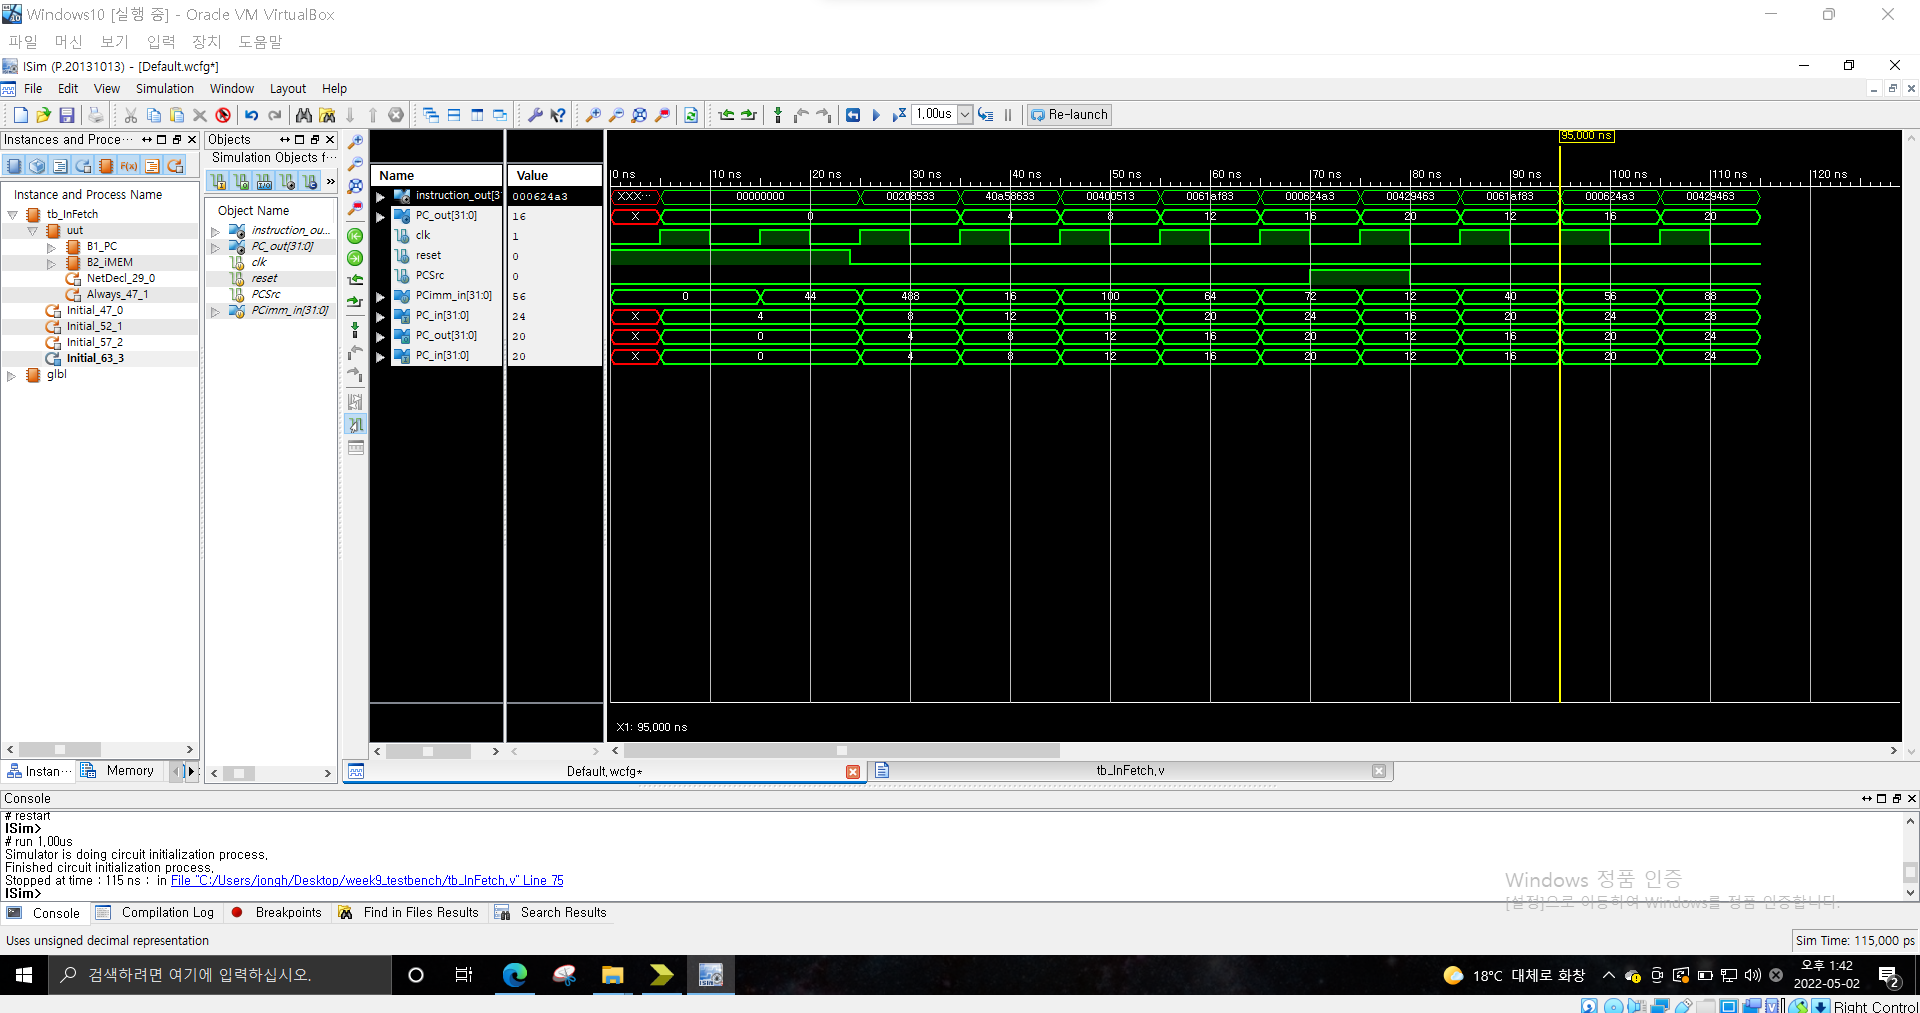 Windows10 [실행 중] - Oracle VM VirtualBox
파일 머신 보기 입력 장치 도움말
ISim (P.20131013) - [Default.wcfg*]
File Edit View Simulation Window Layout Help
1.00us Re-launch
Instances and Proce···
Instance and Process Name
tb_InFetch
uut
B1_PC
B2_iMEM
NetDecl_29_0
Always_47_1
Initial_47_0
Initial_52_1
Initial_57_2
Initial_63_3
glbl
Instan··· Memory
Objects
Simulation Objects f···
Object Name
instruction_ou...
PC_out[31:0]
clk
reset
PCSrc
PCimm_in[31:0]
Name Value
instruction_out[3 000624a3
PC_out[31:0] 16
clk 1
reset 0
PCSrc 0
PCimm_in[31:0] 56
PC_in[31:0] 24
PC_out[31:0] 20
PC_in[31:0] 20
95,000 ns
0 ns 10 ns 20 ns 30 ns 40 ns 50 ns 60 ns 70 ns 80 ns 90 ns 100 ns 110 ns 120 ns
XXX··· 00000000 00208533 40a58633 00400513 0061af83 000624a3 00429463 0061af83 000624a3 00429463
X 0 4 8 12 16 20 12 16 20
0 44 488 16 100 64 72 12 40 56 88
X 4 8 12 16 20 24 16 20 24 28
X 0 4 8 12 16 20 12 16 20 24
X 0 4 8 12 16 20 12 16 20 24
X1: 95,000 ns
Default.wcfg* tb_InFetch.v
Console
# restart
ISim>
# run 1.00us
Simulator is doing circuit initialization process.
Finished circuit initialization process.
Stopped at time : 115 ns : in File "C:/Users/jongh/Desktop/week9_testbench/tb_InFetch.v" Line 75
ISim>
Windows 정품 인증
[설정]으로 이동하여 Windows를 정품 인증합니다.
Console Compilation Log Breakpoints Find in Files Results Search Results
Uses unsigned decimal representation
Sim Time: 115,000 ps
검색하려면 여기에 입력하십시오.
18°C 대체로 화창
오후 1:42
2022-05-02
2
Right Control